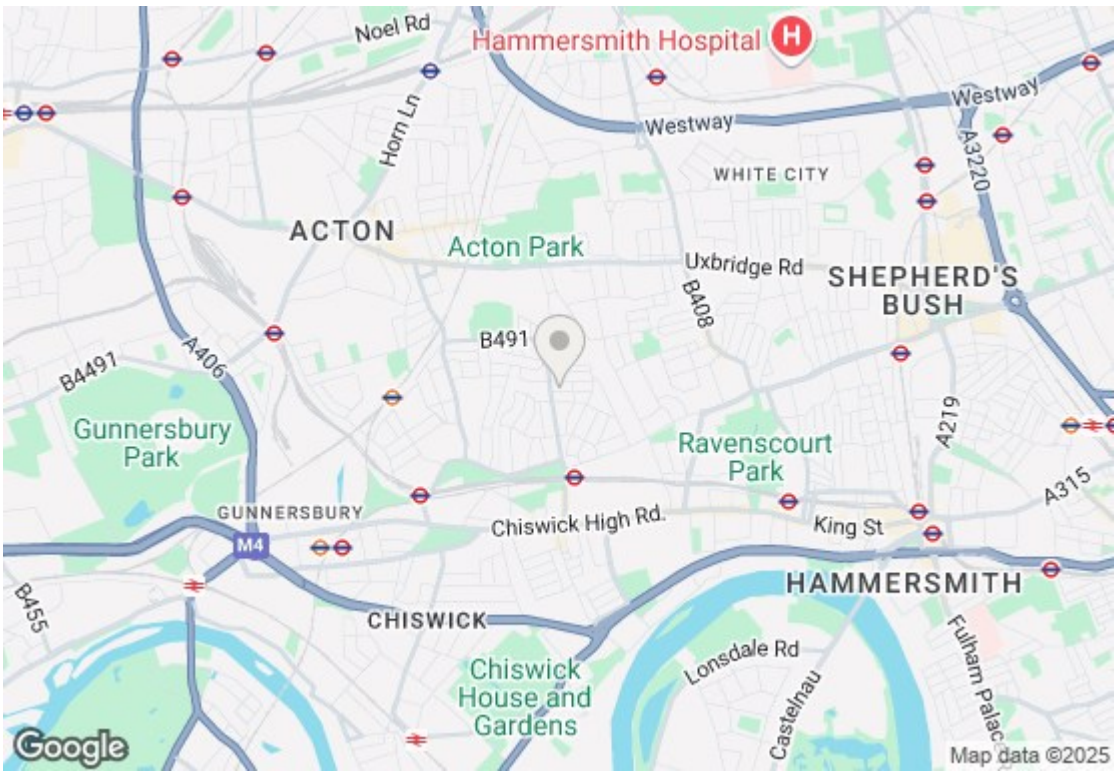 Noel Rd
Hammersmith Hospital
H
Horn Ln
Westway
Westway
A3220
WHITE CITY
ACTON
Acton Park
Uxbridge Rd
SHEPHERD'S
BUSH
B408
B491
B4491
A406
Gunnersbury
Park
Ravenscourt
Park
A219
A315
GUNNERSBURY
Chiswick High Rd.
King St
M4
HAMMERSMITH
B455
CHISWICK
Lonsdale Rd
Fulham Palac
Castelnau
Chiswick
House and
Gardens
Google
Map data ©2025